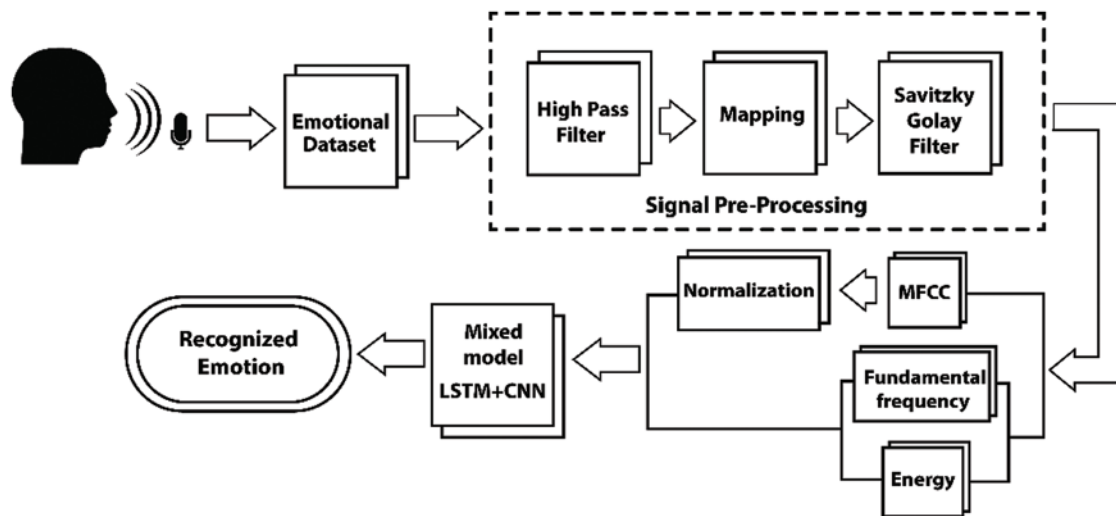 Emotional
Dataset
High Pass
Filter
Mapping
Savitzky
Golay
Filter
Signal Pre-Processing
Normalization
MFCC
Fundamental
frequency
Energy
Mixed
model
LSTM+CNN
Recognized
Emotion